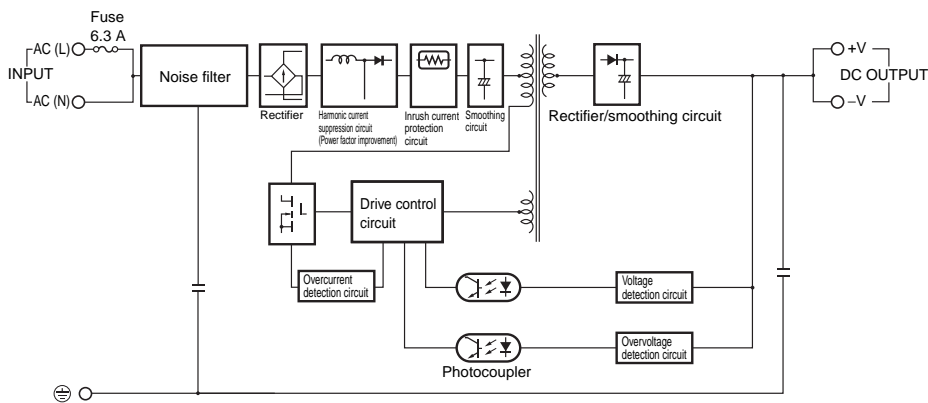 Fuse
6.3 A
AC (L)
INPUT
AC (N)
Noise filter
Rectifier
Harmonic current
suppression circuit
(Power factor improvement)
Inrush current
protection
circuit
Smoothing
circuit
Rectifier/smoothing circuit
+V
DC OUTPUT
–V
Drive control
circuit
Overcurrent
detection circuit
Voltage
detection circuit
Overvoltage
detection circuit
Photocoupler